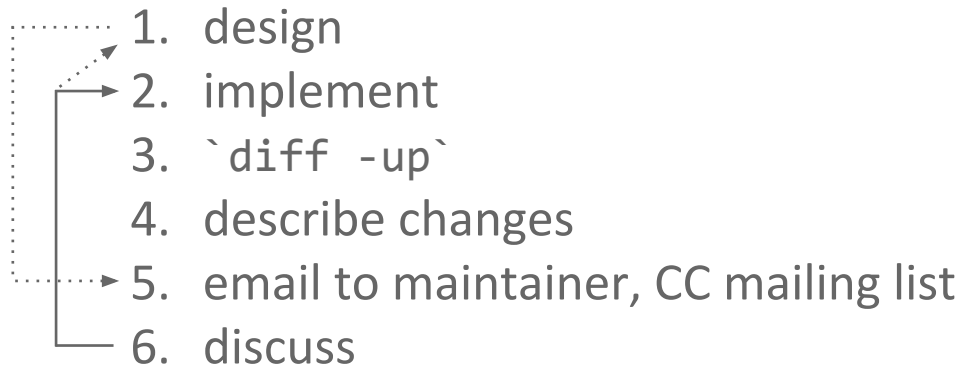 1. design
2. implement
3. `diff -up`
4. describe changes
5. email to maintainer, CC mailing list
6. discuss